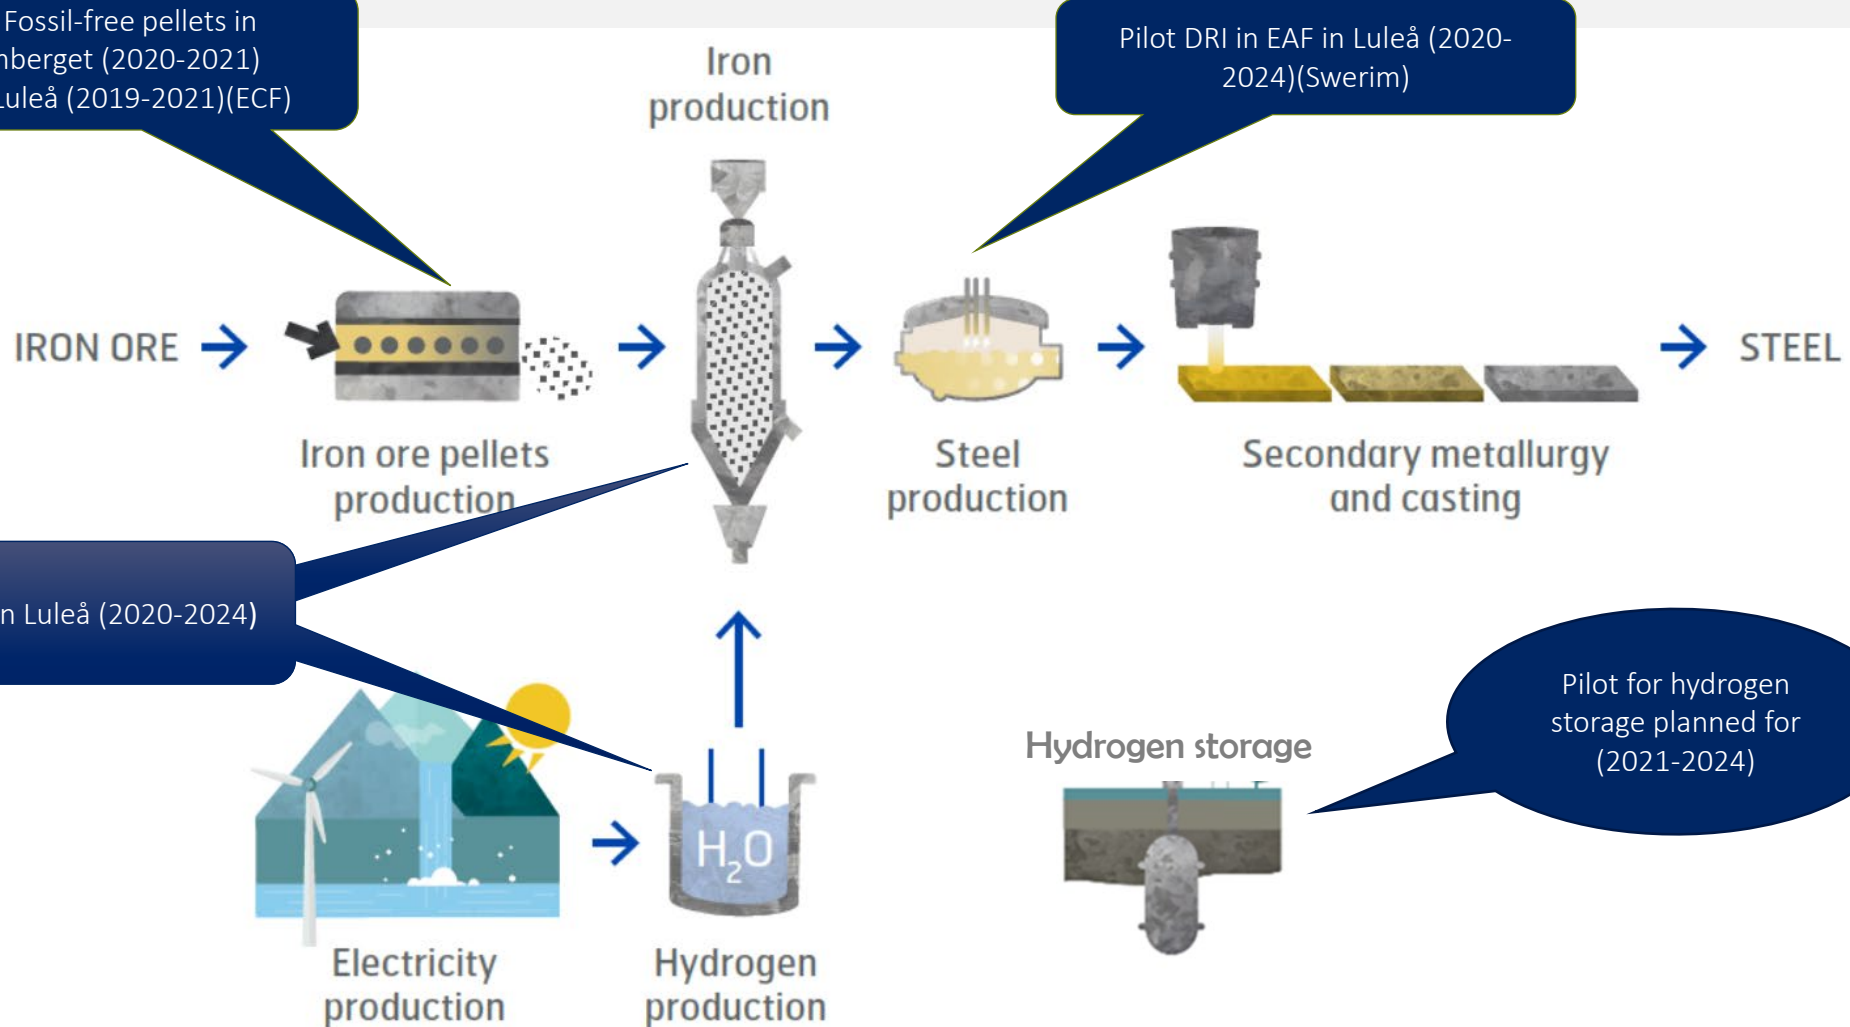 Fossil-free pellets in
(2020-2021)
Luleå (2019-2021)(ECF)
Iron
production
Pilot DRI in EAF in Luleå (2020-
2024)(Swerim)
IRON ORE
STEEL
Iron ore pellets
production
Steel
production
Secondary metallurgy
and casting
Luleå (2020-2024)
Pilot for hydrogen
storage planned for
(2021-2024)
Hydrogen storage
H₂O
Electricity
production
Hydrogen
production